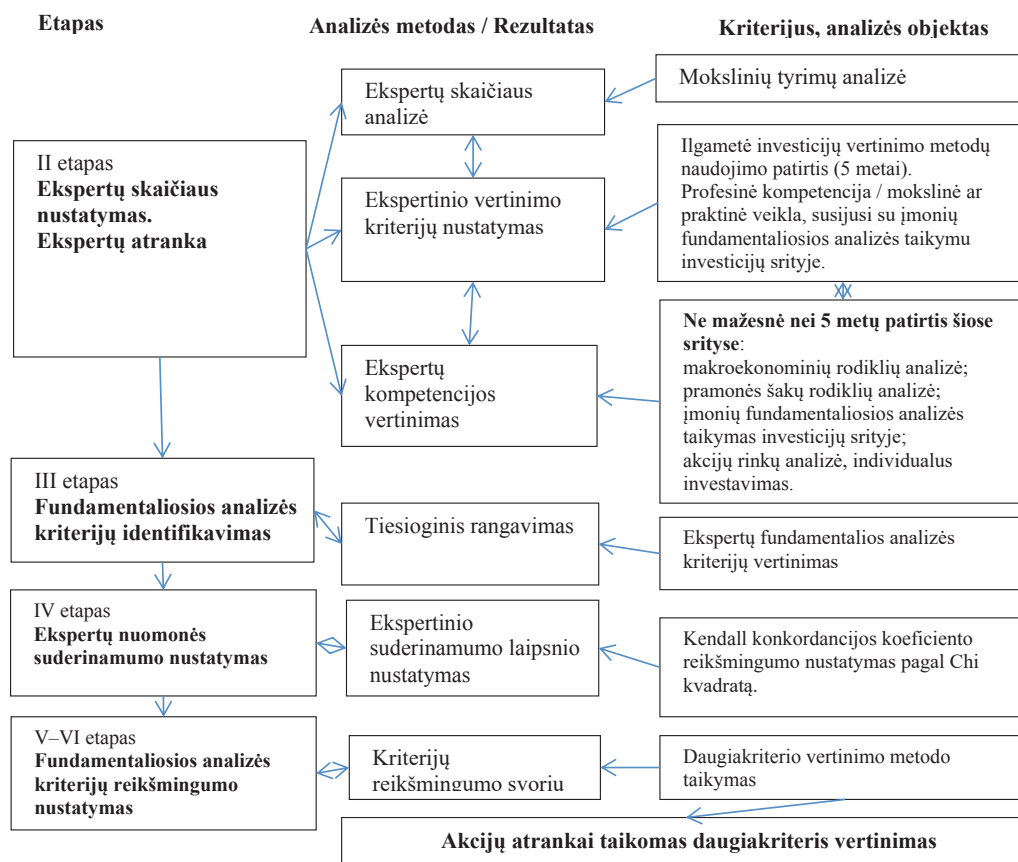 Etapas
Analizės metodas / Rezultatas
Kriterijus, analizės objektas
II etapas
Ekspertų skaičiaus
nustatymas.
Ekspertų atranka
Ekspertų skaičiaus
analizė
Mokslinių tyrimų analizė
Ekspertinio vertinimo
kriterijų nustatymas
Ilgametė investicijų vertinimo metodų
naudojimo patirtis (5 metai).
Profesinė kompetencija / mokslinė ar
praktinė veikla, susijusi su įmonių
fundamentaliosios analizės taikymu
investicijų srityje.
Ekspertų
kompetencijos
vertinimas
Ne mažesnė nei 5 metų patirtis šiose
srityse:
makroekonominių rodiklių analizė;
pramonės šakų rodiklių analizė;
įmonių fundamentaliosios analizės
taikymas investicijų srityje;
akcijų rinkų analizė, individualus
investavimas.
III etapas
Fundamentaliosios analizės
kriterijų identifikavimas
Tiesioginis rangavimas
Ekspertų fundamentalios analizės
kriterijų vertinimas
IV etapas
Ekspertų nuomonės
suderinamumo nustatymas
Ekspertinio
suderinamumo laipsnio
nustatymas
Kendall konkordancijos koeficiento
reikšmingumo nustatymas pagal Chi
kvadratą.
V–VI etapas
Fundamentaliosios analizės
kriterijų reikšmingumo
nustatymas
Kriterijų
reikšmingumo svoriu
Daugiakriterio vertinimo metodo
taikymas
Akcijų atrankai taikomas daugiakriteris vertinimas